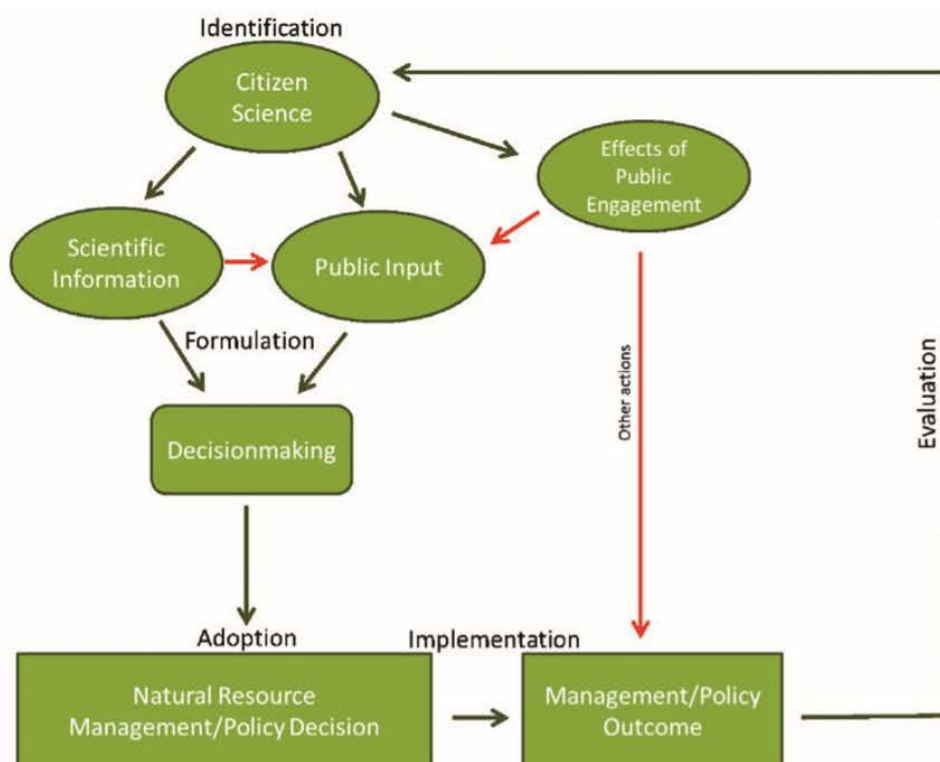 Identification
Citizen
Science
Effects of
Public
Engagement
Scientific
Information
Public Input
Formulation
Decisionmaking
Other actions
Evaluation
Adoption
Implementation
Natural Resource
Management/Policy Decision
Management/Policy
Outcome